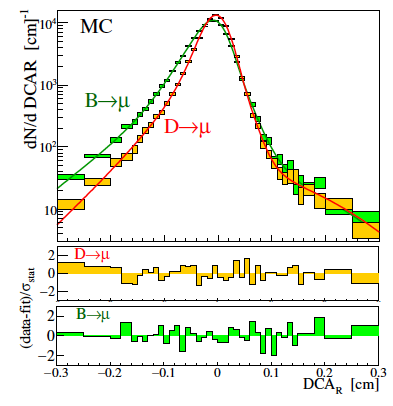 dN/d DCAR [cm]⁻¹
MC
10⁴
10³
10²
10
B→μ
D→μ
(data-fit)/σstat
D→μ
2
0
−2
B→μ
2
0
−2
−0.3 −0.2 −0.1 0 0.1 0.2 0.3
DCA_R [cm]